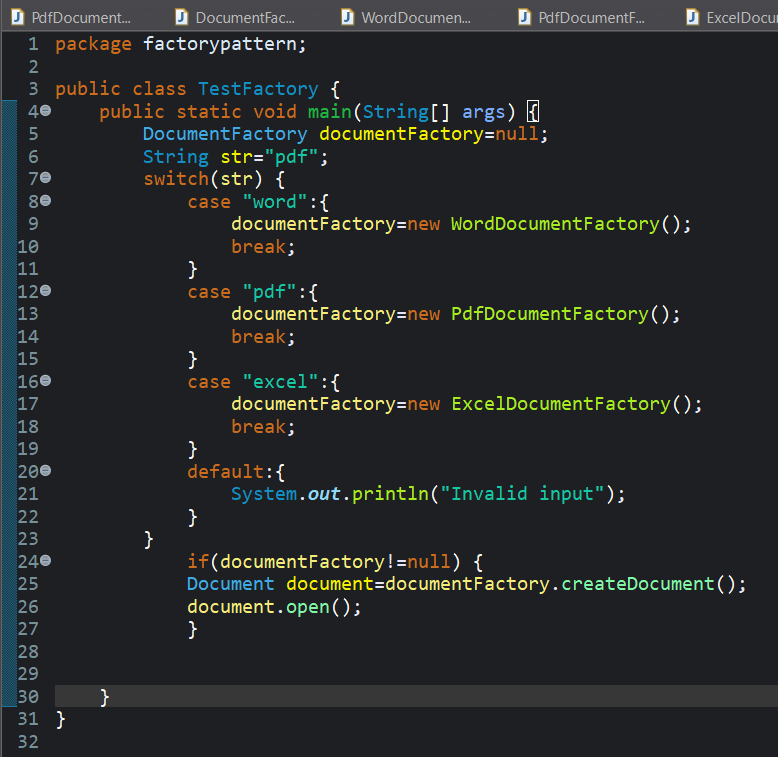 PdfDocument... DocumentFac... WordDocumen... PdfDocumentF... ExcelDocu
1 package factorypattern;
2
3 public class TestFactory {
4 public static void main(String[] args) {
5 DocumentFactory documentFactory=null;
6 String str="pdf";
7 switch(str) {
8 case "word":{
9 documentFactory=new WordDocumentFactory();
10 break;
11 }
12 case "pdf":{
13 documentFactory=new PdfDocumentFactory();
14 break;
15 }
16 case "excel":{
17 documentFactory=new ExcelDocumentFactory();
18 break;
19 }
20 default:{
21 System.out.println("Invalid input");
22 }
23 }
24 if(documentFactory!=null) {
25 Document document=documentFactory.createDocument();
26 document.open();
27 }
28
29
30 }
31 }
32